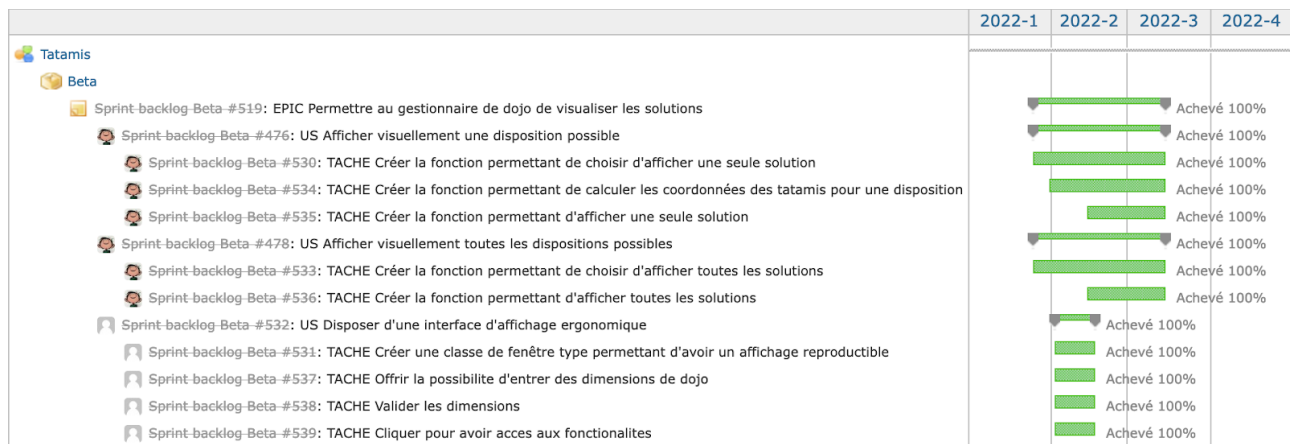 2022-1 2022-2 2022-3 2022-4
Tatamis
Beta
Sprint backlog Beta #519: EPIC Permettre au gestionnaire de dojo de visualiser les solutions Achevé 100%
Sprint backlog Beta #476: US Afficher visuellement une disposition possible Achevé 100%
Sprint backlog Beta #530: TACHE Créer la fonction permettant de choisir d'afficher une seule solution Achevé 100%
Sprint backlog Beta #534: TACHE Créer la fonction permettant de calculer les coordonnées des tatamis pour une disposition Achevé 100%
Sprint backlog Beta #535: TACHE Créer la fonction permettant d'afficher une seule solution Achevé 100%
Sprint backlog Beta #478: US Afficher visuellement toutes les dispositions possibles Achevé 100%
Sprint backlog Beta #533: TACHE Créer la fonction permettant de choisir d'afficher toutes les solutions Achevé 100%
Sprint backlog Beta #536: TACHE Créer la fonction permettant d'afficher toutes les solutions Achevé 100%
Sprint backlog Beta #532: US Disposer d'une interface d'affichage ergonomique Achevé 100%
Sprint backlog Beta #531: TACHE Créer une classe de fenêtre type permettant d'avoir un affichage reproductible Achevé 100%
Sprint backlog Beta #537: TACHE Offrir la possibilite d'entrer des dimensions de dojo Achevé 100%
Sprint backlog Beta #538: TACHE Valider les dimensions Achevé 100%
Sprint backlog Beta #539: TACHE Cliquer pour avoir acces aux fonctionalites Achevé 100%